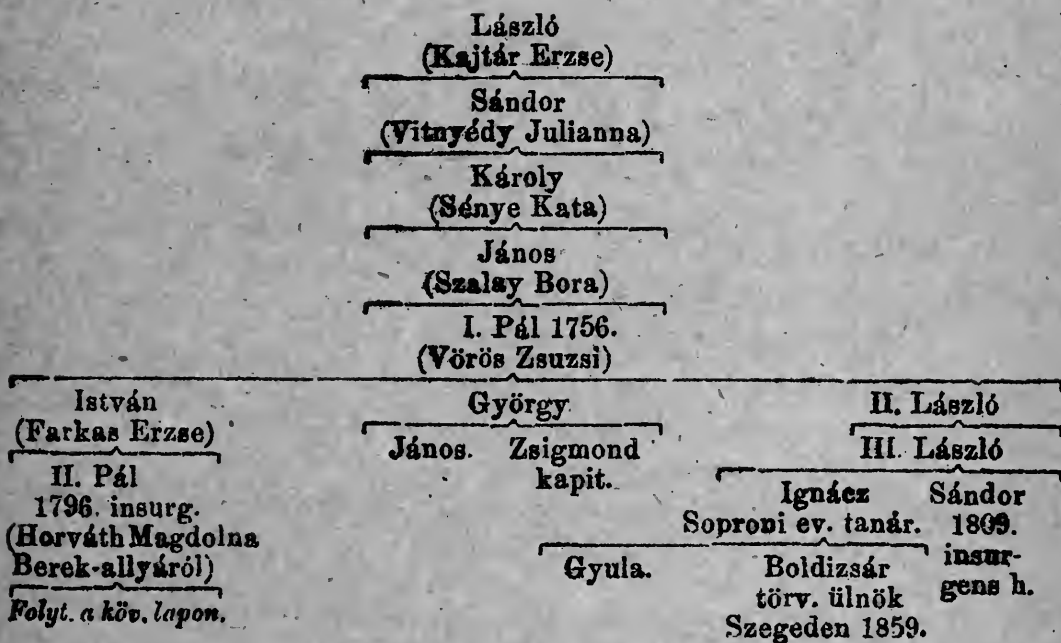 László
(Kajtár Erzse)
Sándor
(Vitnyédy Julianna)
Károly
(Sénye Kata)
János
(Szalay Bora)
I. Pál 1756.
(Vörös Zsuzsi)
István
(Farkas Erzse)
II. Pál
1796. insurg.
(Horváth Magdolna
Berek-allyáról)
Folyt. a köv. lapon.
György
János. Zsigmond
kapit.
II. László
III. László
Ignácz
Soproni ev. tanár.
Gyula.
Boldizsár
törv. ülnök
Szegeden 1859.
Sándor
1809.
insur-
gens h.